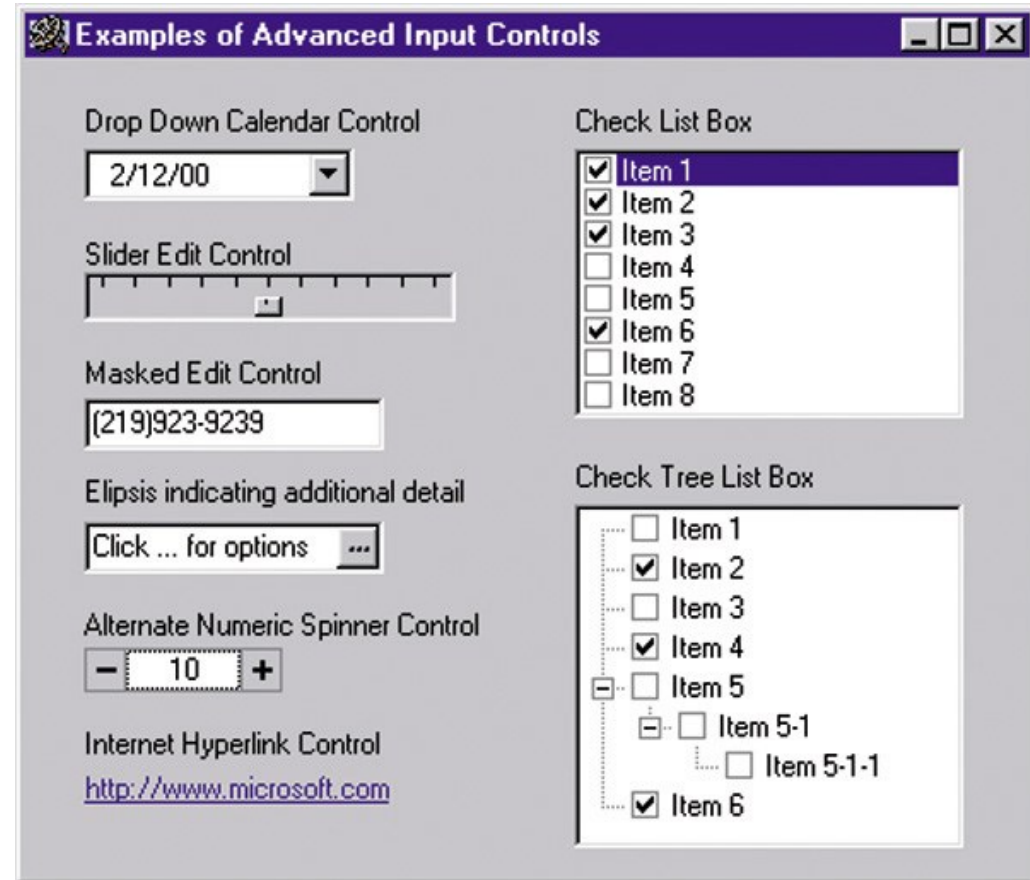 Examples of Advanced Input Controls
Drop Down Calendar Control
2/12/00
Slider Edit Control
Masked Edit Control
(219)923-9239
Elipsis indicating additional detail
Click ... for options
...
Alternate Numeric Spinner Control
− 10 +
Internet Hyperlink Control
http://www.microsoft.com
Check List Box
Item 1
Item 2
Item 3
Item 4
Item 5
Item 6
Item 7
Item 8
Check Tree List Box
Item 1
Item 2
Item 3
Item 4
Item 5
Item 5-1
Item 5-1-1
Item 6